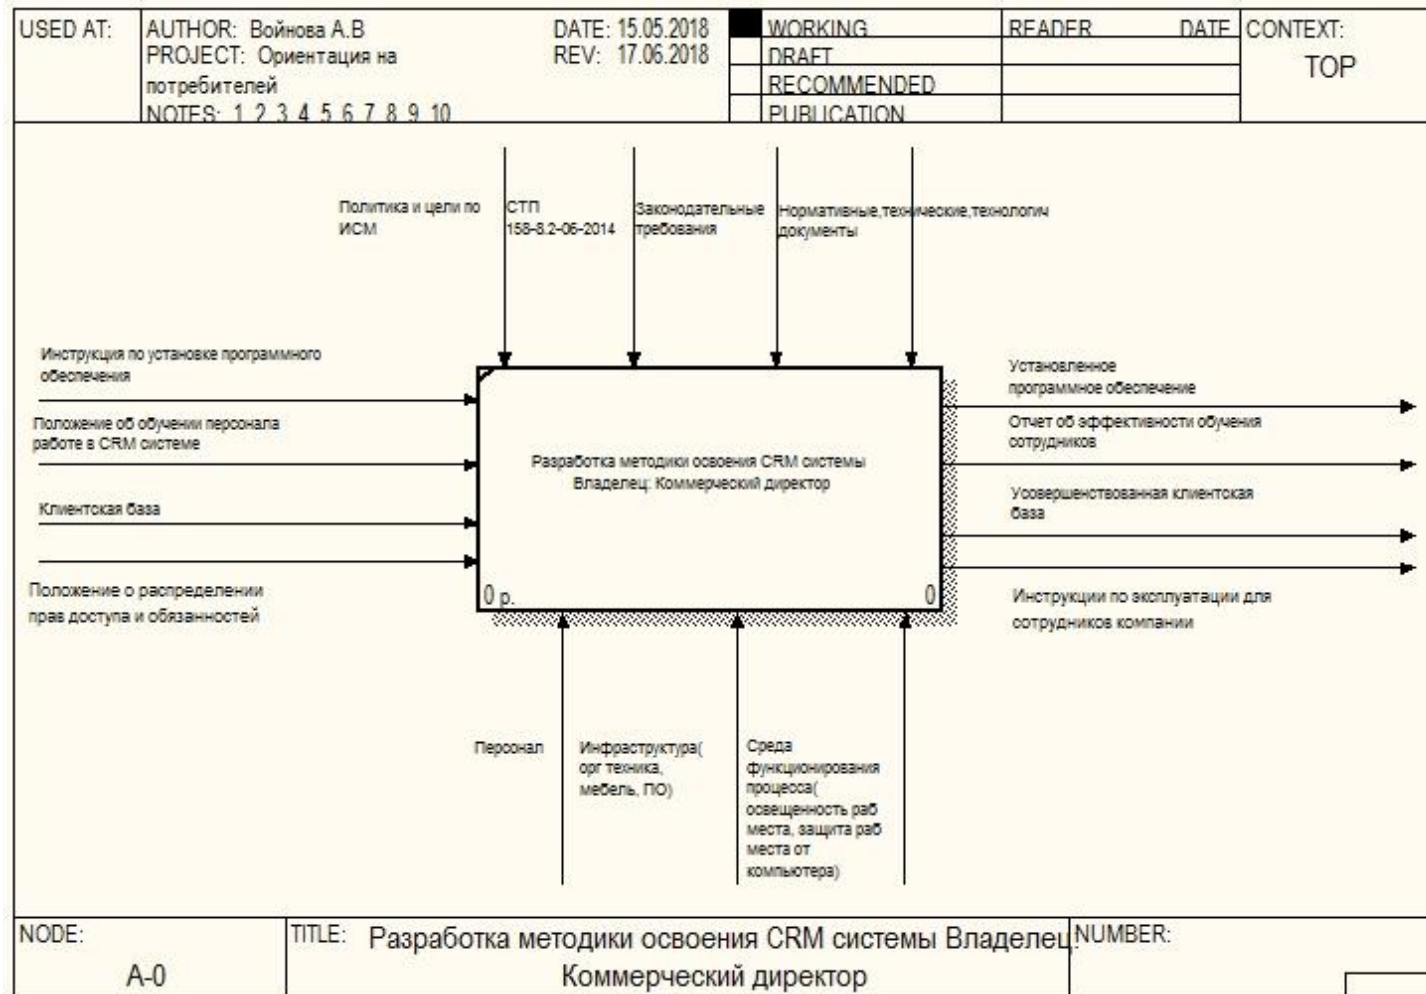 USED AT:
AUTHOR: Войнова А.В
DATE: 15.05.2018
PROJECT: Ориентация на
потребителей
REV: 17.06.2018
NOTES: 1 2 3 4 5 6 7 8 9 10
WORKING
DRAFT
RECOMMENDED
PUBLICATION
READER DATE
CONTEXT:
TOP
Политика и цели по
ИСМ
СТП
158-8.2-06-2014
Законодательные
требования
Нормативные,технические,технологич
документы
Инструкция по установке программного
обеспечения
Положение об обучении персонала
работе в CRM системе
Клиентская база
Положение о распределении
прав доступа и обязанностей
Разработка методики освоения CRM системы
Владелец: Коммерческий директор
0 р.
0
Установленное
программное обеспечение
Отчет об эффективности обучения
сотрудников
Усовершенствованная клиентская
база
Инструкции по эксплуатации для
сотрудников компании
Персонал
Инфраструктура(
орг техника,
мебель, ПО)
Среда
функционирования
процесса(
освещенность раб
места, защита раб
места от
компьютера)
NODE:
A-0
TITLE: Разработка методики освоения CRM системы Владелец:
Коммерческий директор
NUMBER: